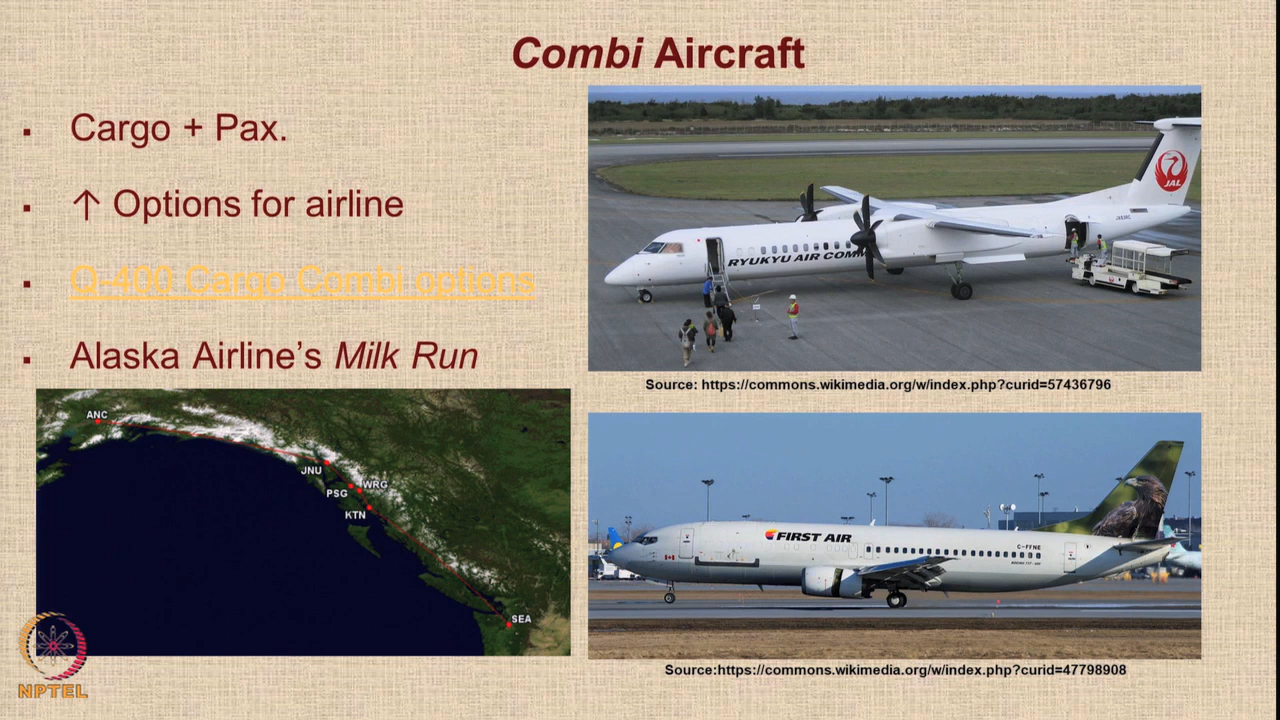 Combi Aircraft
▪ Cargo + Pax.
▪ ↑ Options for airline
▪ Q-400 Cargo Combi options
▪ Alaska Airline's Milk Run
ANC
JNU
WRG
PSG
KTN
SEA
NPTEL
RYUKYU AIR COMM
JAL
Source: https://commons.wikimedia.org/w/index.php?curid=57436796
FIRST AIR
C-FFNE
Source:https://commons.wikimedia.org/w/index.php?curid=47798908